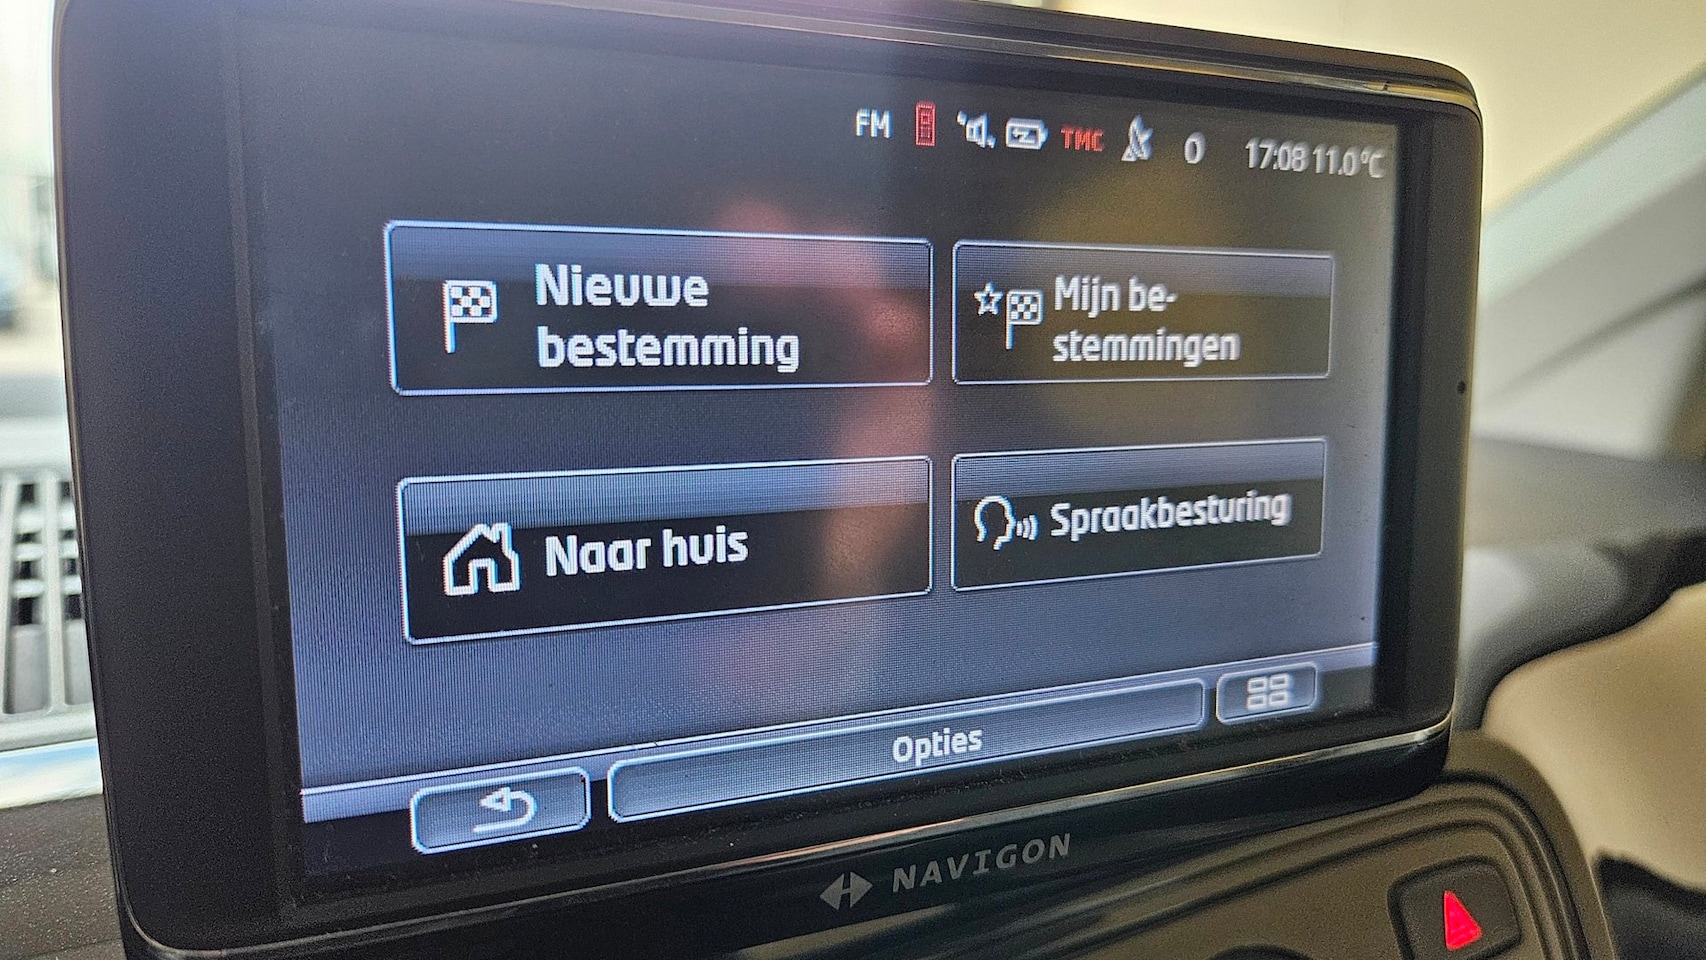 FM TMC 0 17:08 11.0°C
Nieuwe
bestemming
Mijn be-
stemmingen
Naar huis
Spraakbesturing
Opties
NAVIGON